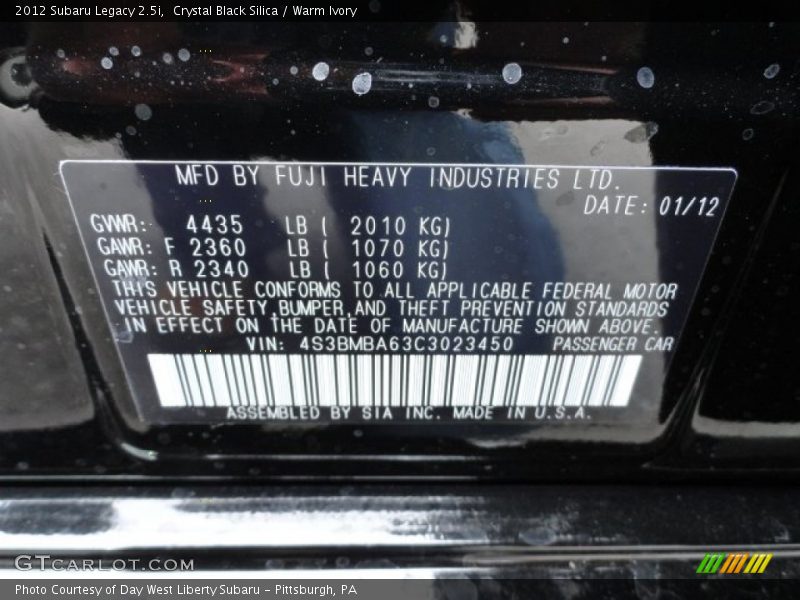 2012 Subaru Legacy 2.5i, Crystal Black Silica / Warm Ivory
MFD BY FUJI HEAVY INDUSTRIES LTD.
DATE: 01/12
GVWR: 4435 LB ( 2010 KG)
GAWR: F 2360 LB ( 1070 KG)
GAWR: R 2340 LB ( 1060 KG)
THIS VEHICLE CONFORMS TO ALL APPLICABLE FEDERAL MOTOR
VEHICLE SAFETY,BUMPER,AND THEFT PREVENTION STANDARDS
IN EFFECT ON THE DATE OF MANUFACTURE SHOWN ABOVE.
VIN: 4S3BMBA63C3023450 PASSENGER CAR
ASSEMBLED BY SIA INC. MADE IN U.S.A.
GTCARLOT.COM
Photo Courtesy of Day West Liberty Subaru - Pittsburgh, PA